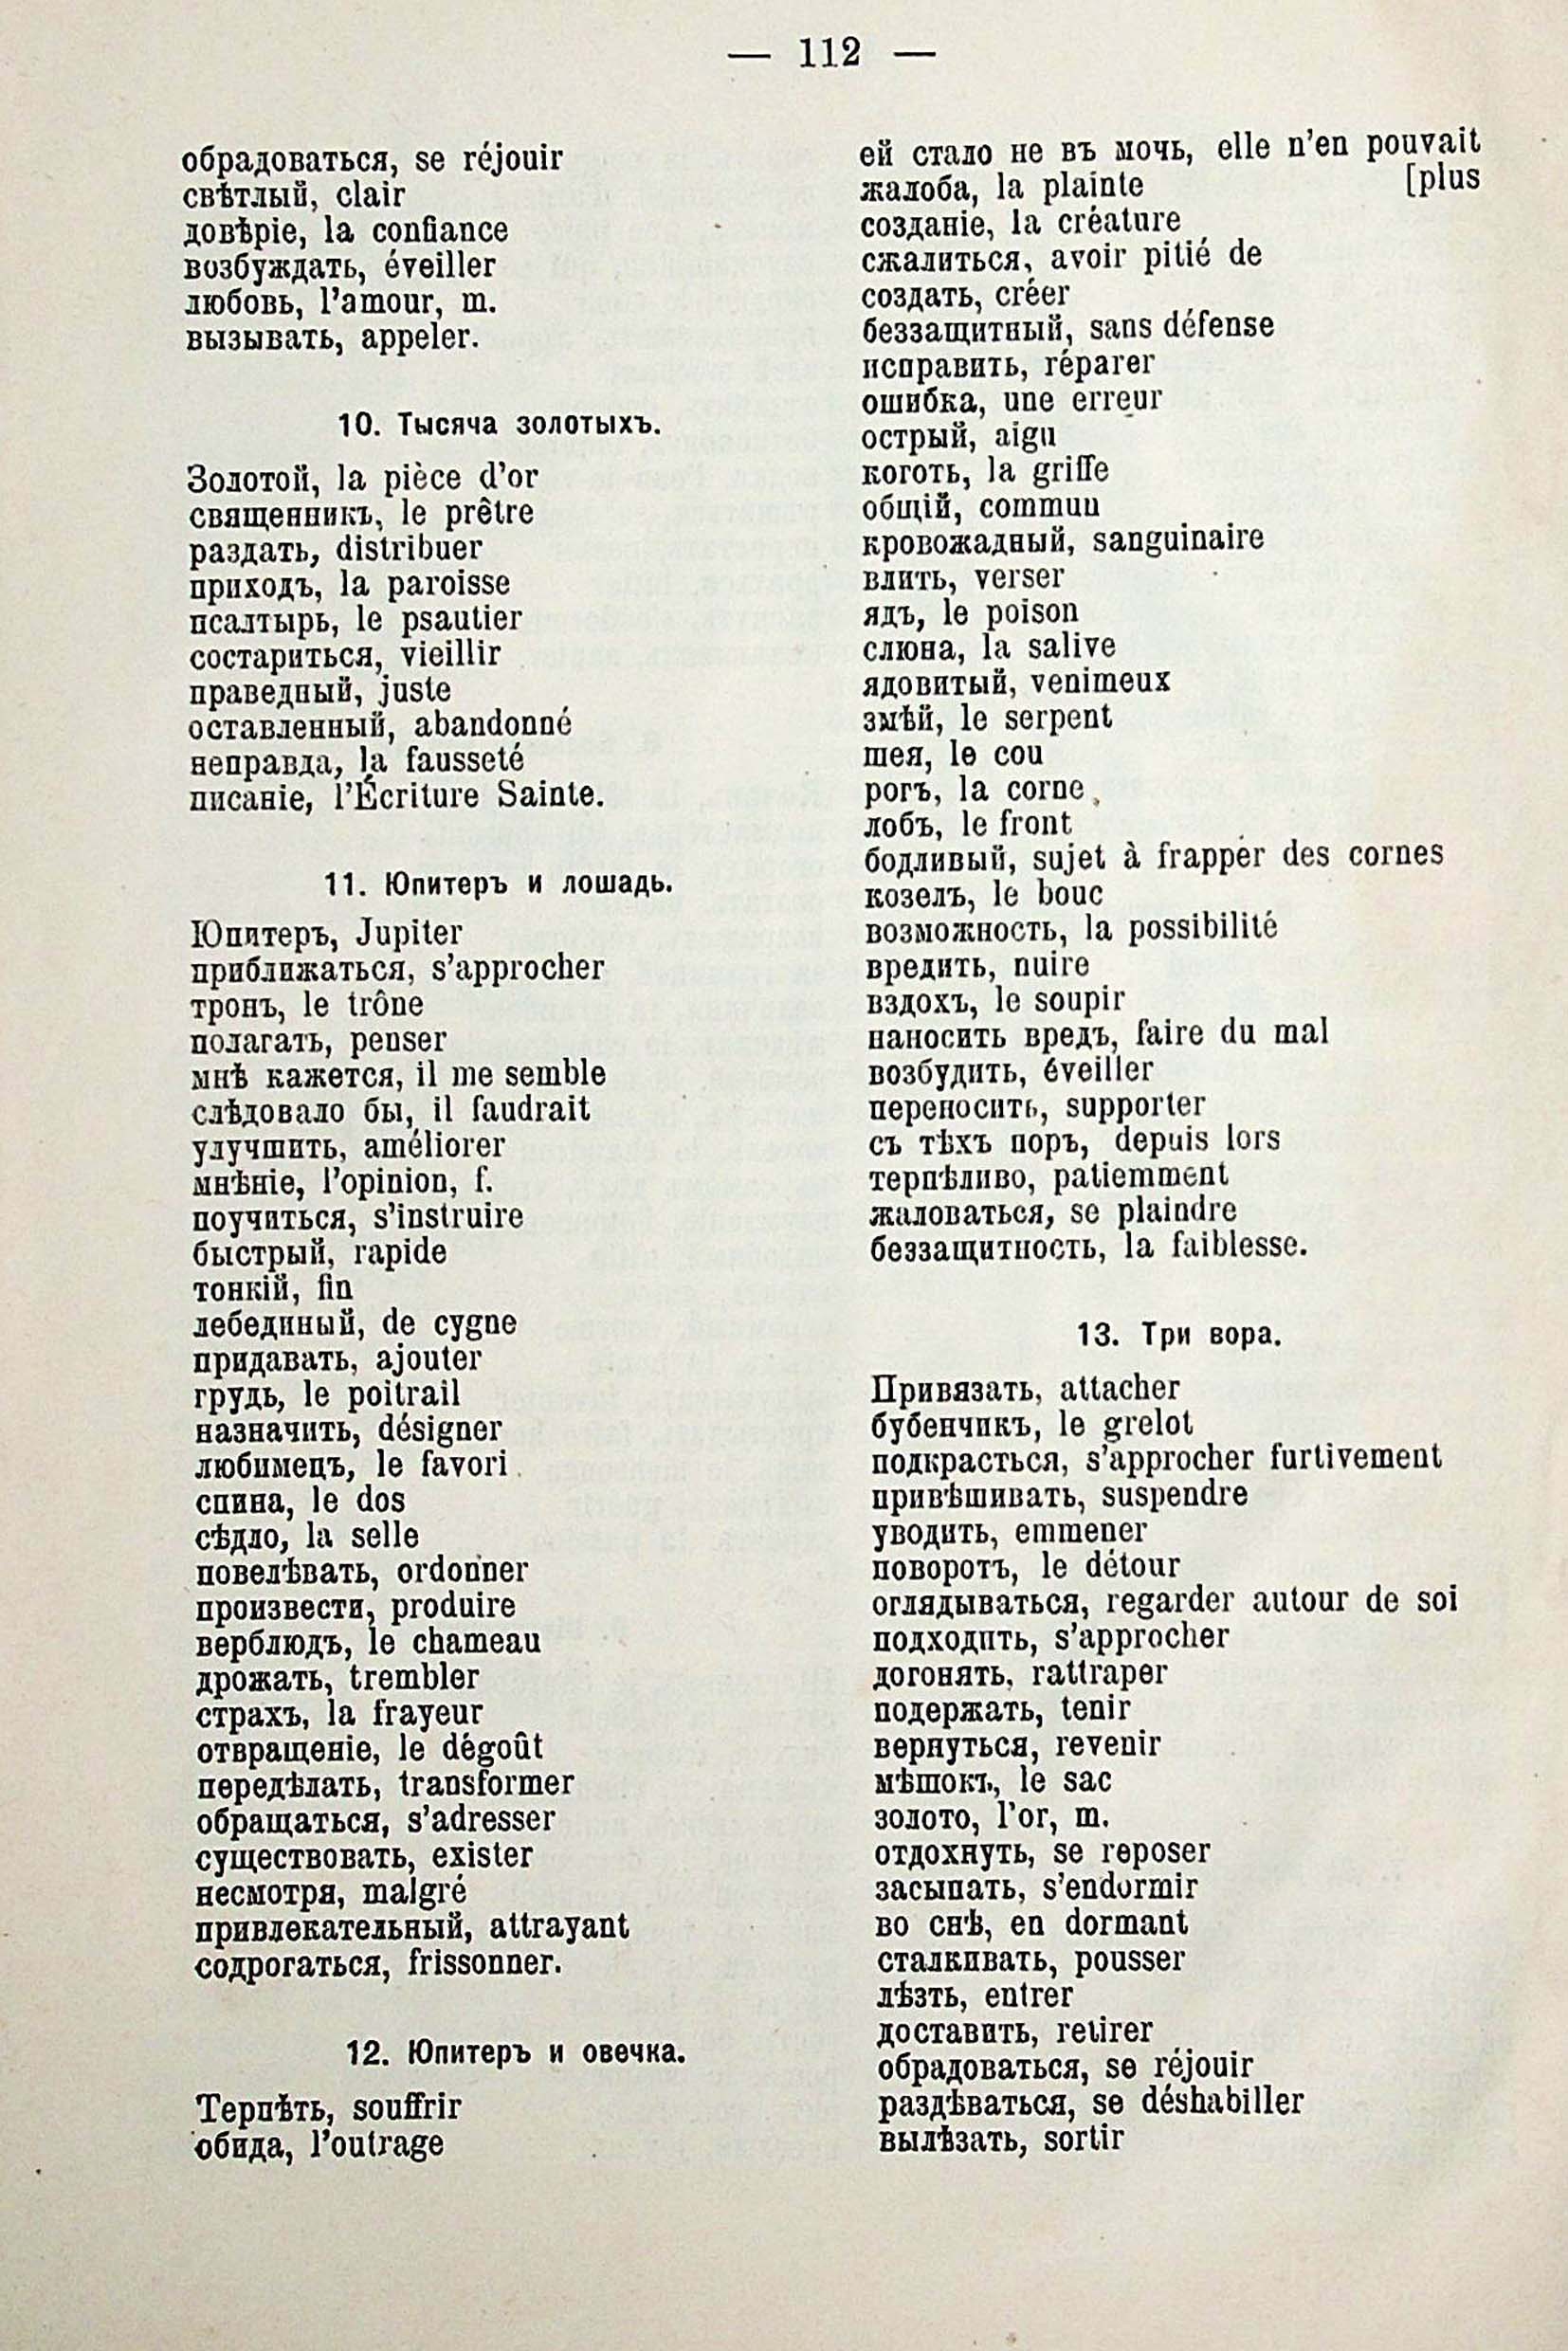 — 112 —
обрадоваться, se réjouir
свѣтлый, clair
довѣріе, la confiance
возбуждать, éveiller
любовь, l'amour, m.
вызывать, appeler.
10. Тысяча золотыхъ.
Золотой, la pièce d'or
священникъ, le prêtre
раздать, distribuer
приходъ, la paroisse
псалтырь, le psautier
состариться, vieillir
праведный, juste
оставленный, abandonné
неправда, la fausseté
писаніе, l'Écriture Sainte.
11. Юпитеръ и лошадь.
Юпитеръ, Jupiter
приближаться, s'approcher
тронъ, le trône
полагать, penser
мнѣ кажется, il me semble
слѣдовало бы, il faudrait
улучшить, améliorer
мнѣніе, l'opinion, f.
поучиться, s'instruire
быстрый, rapide
тонкій, fin
лебединый, de cygne
придавать, ajouter
грудь, le poitrail
назначить, désigner
любимецъ, le favori
спина, le dos
сѣдло, la selle
повелѣвать, ordonner
произвести, produire
верблюдъ, le chameau
дрожать, trembler
страхъ, la frayeur
отвращеніе, le dégoût
передѣлать, transformer
обращаться, s'adresser
существовать, exister
несмотря, malgré
привлекательный, attrayant
содрогаться, frissonner.
12. Юпитеръ и овечка.
Терпѣть, souffrir
обида, l'outrage
ей стало не въ мочь, elle n'en pouvait
жалоба, la plainte [plus
созданіе, la créature
сжалиться, avoir pitié de
создать, créer
беззащитный, sans défense
исправить, réparer
ошибка, une erreur
острый, aigu
коготь, la griffe
общій, commun
кровожадный, sanguinaire
влить, verser
ядъ, le poison
слюна, la salive
ядовитый, venimeux
змѣй, le serpent
шея, le cou
рогъ, la corne
лобъ, le front
бодливый, sujet à frapper des cornes
козелъ, le bouc
возможность, la possibilité
вредить, nuire
вздохъ, le soupir
наносить вредъ, faire du mal
возбудить, éveiller
переносить, supporter
съ тѣхъ поръ, depuis lors
терпѣливо, patiemment
жаловаться, se plaindre
беззащитность, la faiblesse.
13. Три вора.
Привязать, attacher
бубенчикъ, le grelot
подкрасться, s'approcher furtivement
привѣшивать, suspendre
уводить, emmener
поворотъ, le détour
оглядываться, regarder autour de soi
подходить, s'approcher
догонять, rattraper
подержать, tenir
вернуться, revenir
мѣшокъ, le sac
золото, l'or, m.
отдохнуть, se reposer
засыпать, s'endormir
во снѣ, en dormant
сталкивать, pousser
лѣзть, entrer
доставить, retirer
обрадоваться, se réjouir
раздѣваться, se déshabiller
вылѣзать, sortir